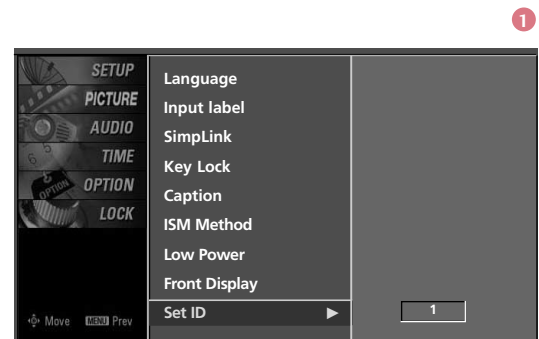 1
SETUP
PICTURE
AUDIO
TIME
OPTION
LOCK
Move MENU Prev
Language
Input label
SimpLink
Key Lock
Caption
ISM Method
Low Power
Front Display
Set ID ►
1